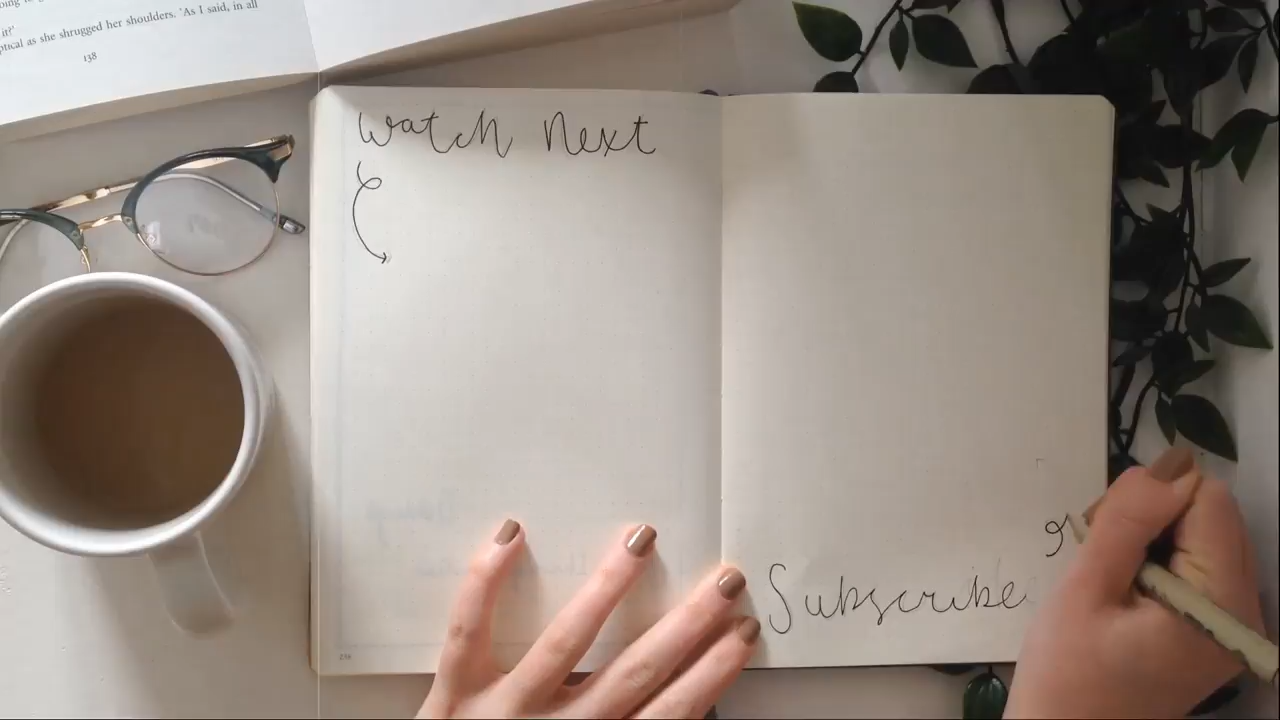 it?'
ptical as she shrugged her shoulders. 'As I said, in all
138
Watch Next
Subscribe